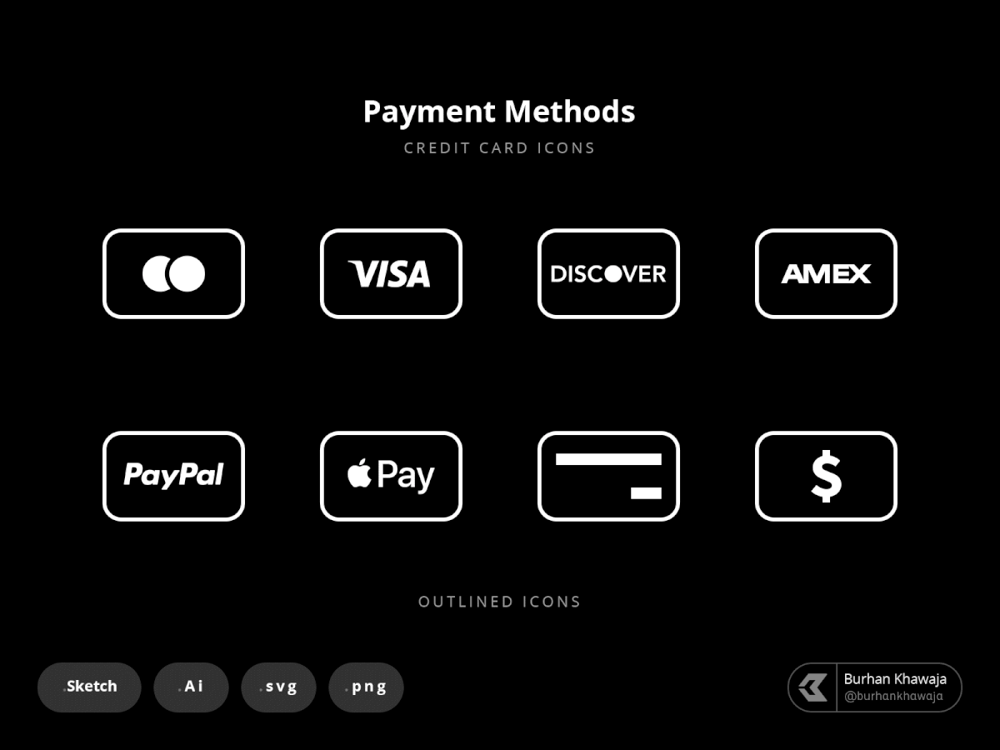 Payment Methods
CREDIT CARD ICONS
VISA
DISCOVER
AMEX
PayPal
Pay
$
OUTLINED ICONS
.Sketch
.Ai
.svg
.png
Burhan Khawaja
@burhankhawaja